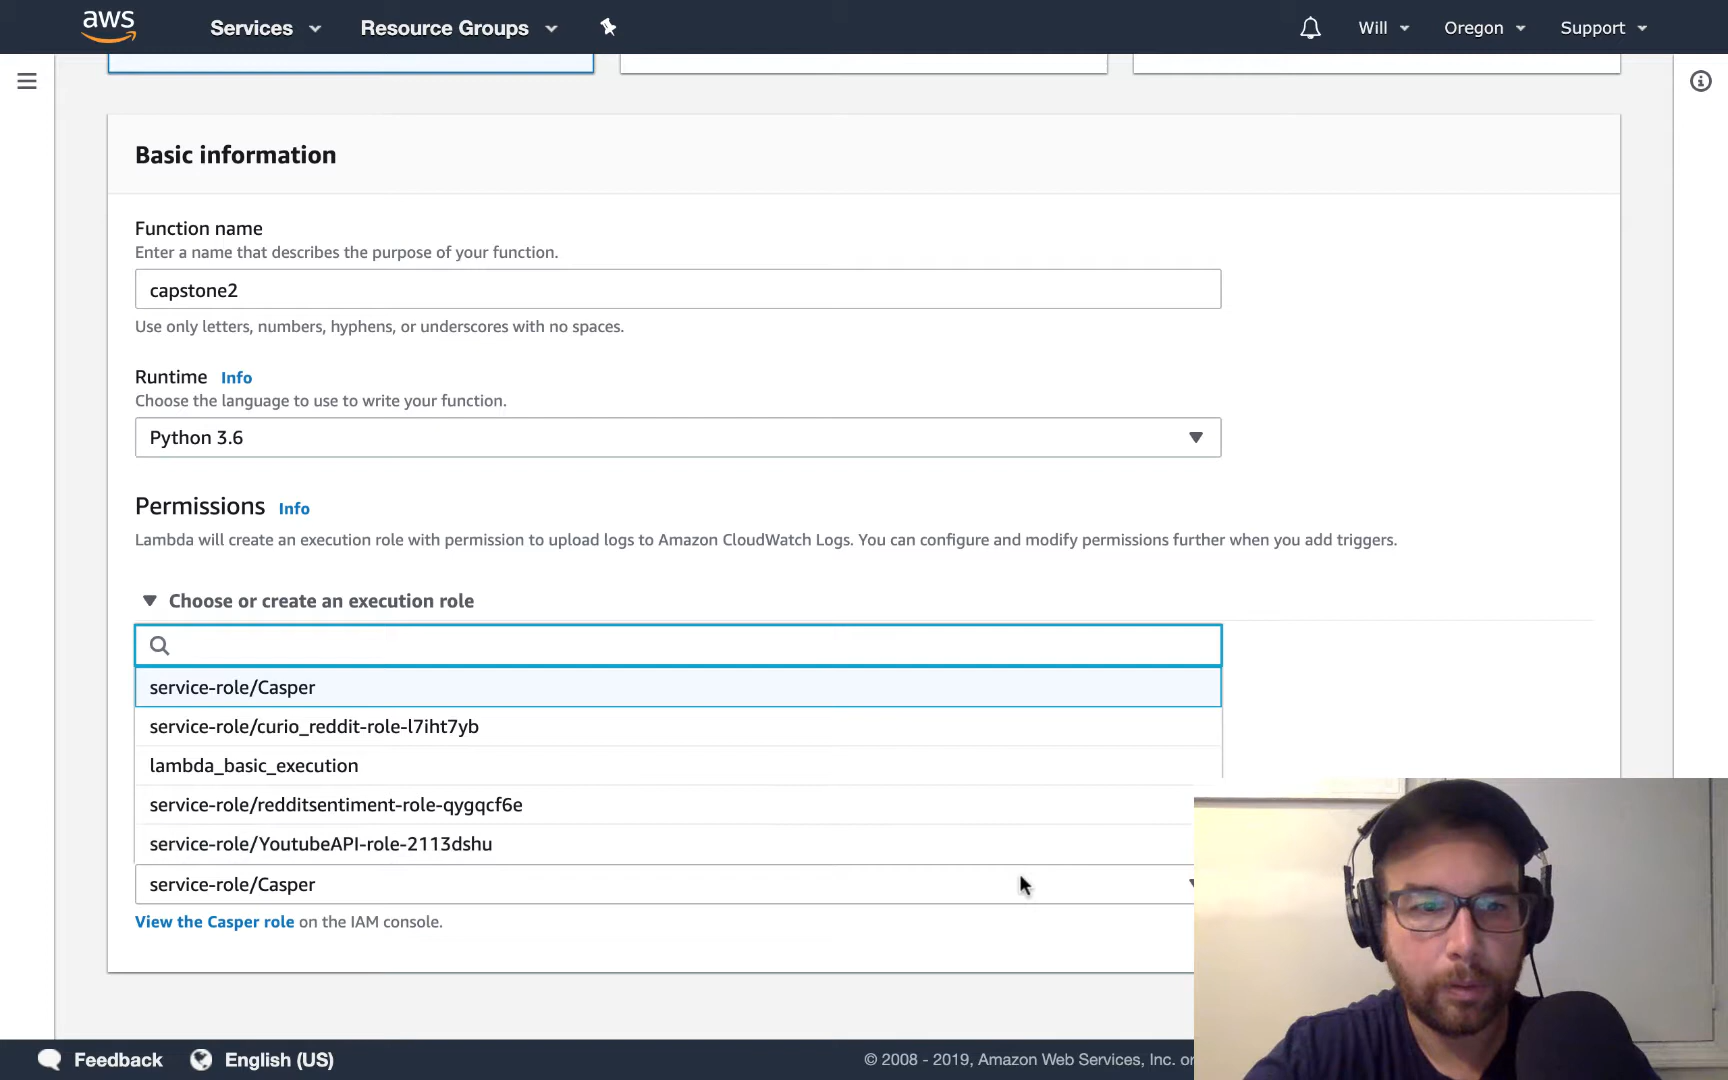 aws Services Resource Groups Will Oregon Support
Basic information
Function name
Enter a name that describes the purpose of your function.
capstone2
Use only letters, numbers, hyphens, or underscores with no spaces.
Runtime Info
Choose the language to use to write your function.
Python 3.6
Permissions Info
Lambda will create an execution role with permission to upload logs to Amazon CloudWatch Logs. You can configure and modify permissions further when you add triggers.
Choose or create an execution role
service-role/Casper
service-role/curio_reddit-role-l7iht7yb
lambda_basic_execution
service-role/redditsentiment-role-qygqcf6e
service-role/YoutubeAPI-role-2113dshu
service-role/Casper
View the Casper role on the IAM console.
Feedback English (US) © 2008 - 2019, Amazon Web Services, Inc. or